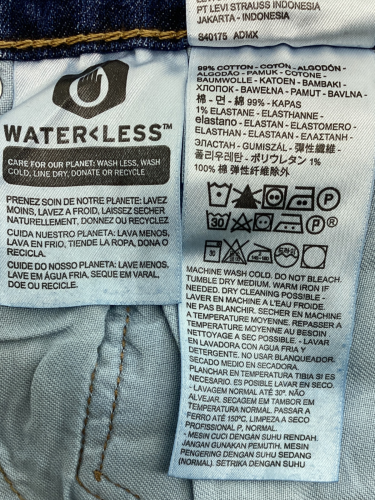 WATER<LESS™
CARE FOR OUR PLANET: WASH LESS, WASH
COLD, LINE DRY, DONATE OR RECYCLE
PRENEZ SOIN DE NOTRE PLANETE: LAVEZ
MOINS, LAVEZ A FROID, LAISSEZ SECHER
NATURELLEMENT, DONNEZ OU RECYCLEZ
CUIDA NUESTRO PLANETA: LAVA MENOS,
LAVA EN FRIO, TIENDE LA ROPA, DONA O
RECICLA.
CUIDE DO NOSSO PLANETA: LAVE MENOS,
LAVE EM ÁGUA FRIA, SEQUE EM VARAL,
DOE OU RECICLE.
PT LEVI STRAUSS INDONESIA
JAKARTA - INDONESIA
S40175 ADMX
99% COTTON - COTON - ALGODÓN -
ALGODÃO - PAMUK - COTONE -
BAUMWOLLE - KATOEN - BAMBAKI -
ХЛОПОК - BAWEŁNA - PAMUT - BAVLNA -
棉 - 면 - 綿 99% - KAPAS
1% ELASTANE - ELASTHANNE -
elastano - ELASTAN - ELASTOMERO -
ELASTHAN - ELASTAAN - ELASTANY -
ЭЛАСТАН - GUMISZÁL - 弹性纤维 -
폴리우레탄 - ポリウレタン 1%
100% 棉 弹性纤维除外
30 P
30 P
MACHINE WASH COLD. DO NOT BLEACH.
TUMBLE DRY MEDIUM. WARM IRON IF
NEEDED. DRY CLEANING POSSIBLE -
LAVER EN MACHINE A L'EAU FROIDE.
NE PAS BLANCHIR. SECHER EN MACHINE
A TEMPERATURE MOYENNE. REPASSER A
TEMPERATURE MOYENNE AU BESOIN
NETTOYAGE A SEC POSSIBLE - LAVAR
EN LAVADORA CON AGUA FRIA Y
DETERGENTE. NO USAR BLANQUEADOR.
SECADO MEDIO EN SECADORA.
PLANCHAR EN TEMPERATURA TIBIA SI ES
NECESARIO. ES POSIBLE LAVAR EN SECO.
- LAVAGEM NORMAL ATÉ 30º. NÃO
ALVEJAR. SECAGEM EM TAMBEM EM
TEMPERATURA NORMAL. PASSAR A
FERRO ATÉ 150ºC, LIMPEZA A SECO
PROFISSIONAL P, NORMAL.
- MESIN CUCI DENGAN SUHU RENDAH.
JANGAN GUNAKAN PEMUTIH. MESIN
PENGERING DENGAN SUHU SEDANG
(NORMAL). SETRIKA DENGAN SUHU